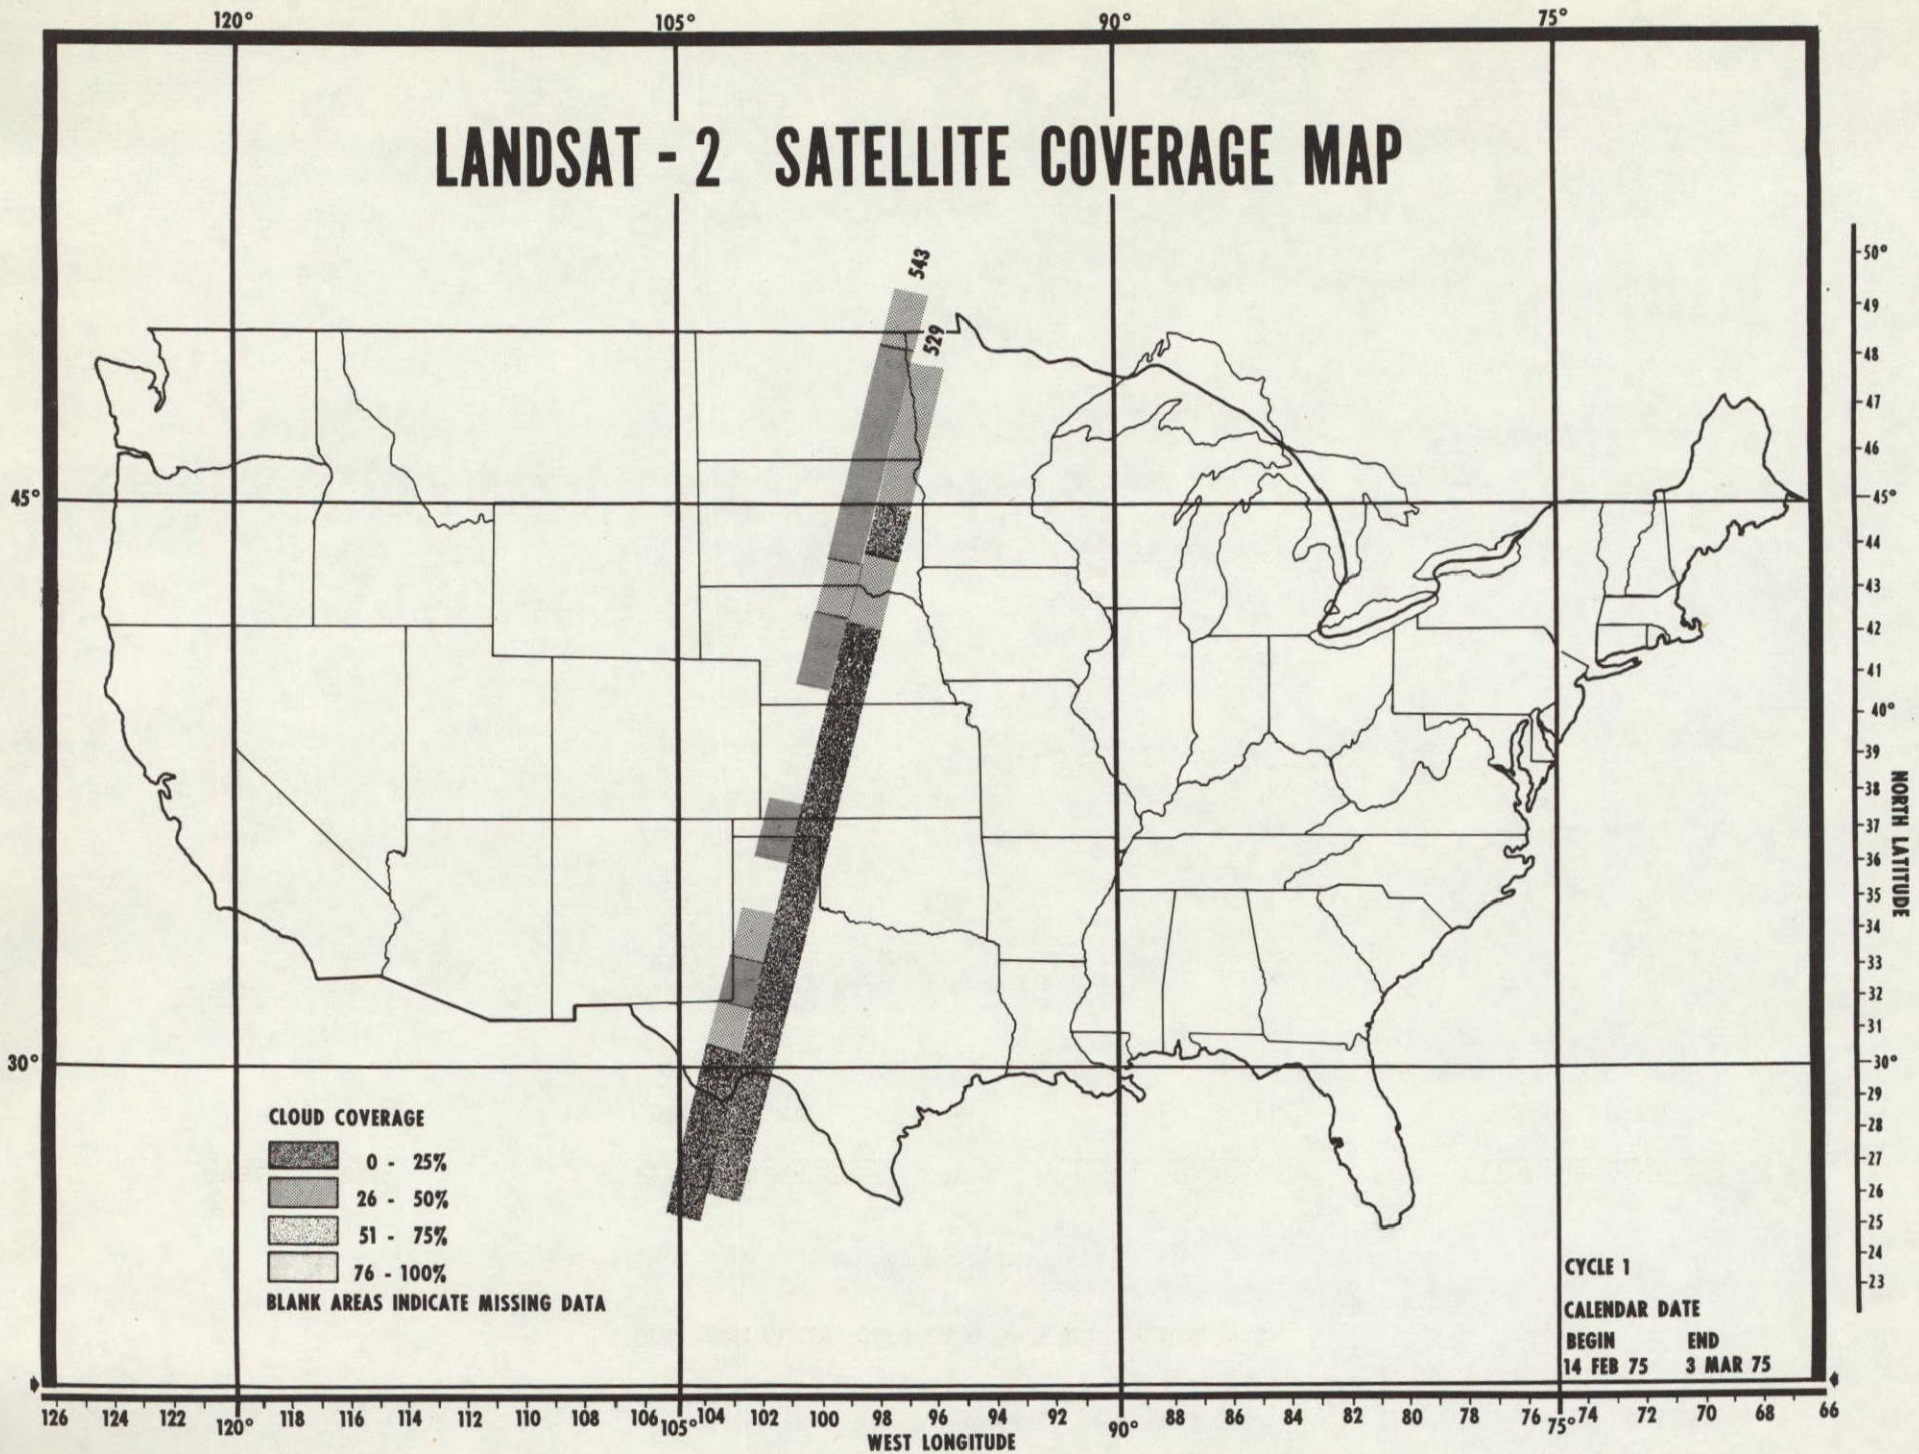 120° 105° 90° 75°
LANDSAT - 2 SATELLITE COVERAGE MAP
543
529
50°
49
48
47
46
45°
45°
44
43
42
41
40°
39
38
37
36
35
34
33
32
31
30°
30°
29
28
27
26
25
24
23
NORTH LATITUDE
CLOUD COVERAGE
0 - 25%
26 - 50%
51 - 75%
76 - 100%
BLANK AREAS INDICATE MISSING DATA
CYCLE 1
CALENDAR DATE
BEGIN END
14 FEB 75 3 MAR 75
126 124 122 120° 118 116 114 112 110 108 106 105° 104 102 100 98 96 94 92 90° 88 86 84 82 80 78 76 75° 74 72 70 68 66
WEST LONGITUDE